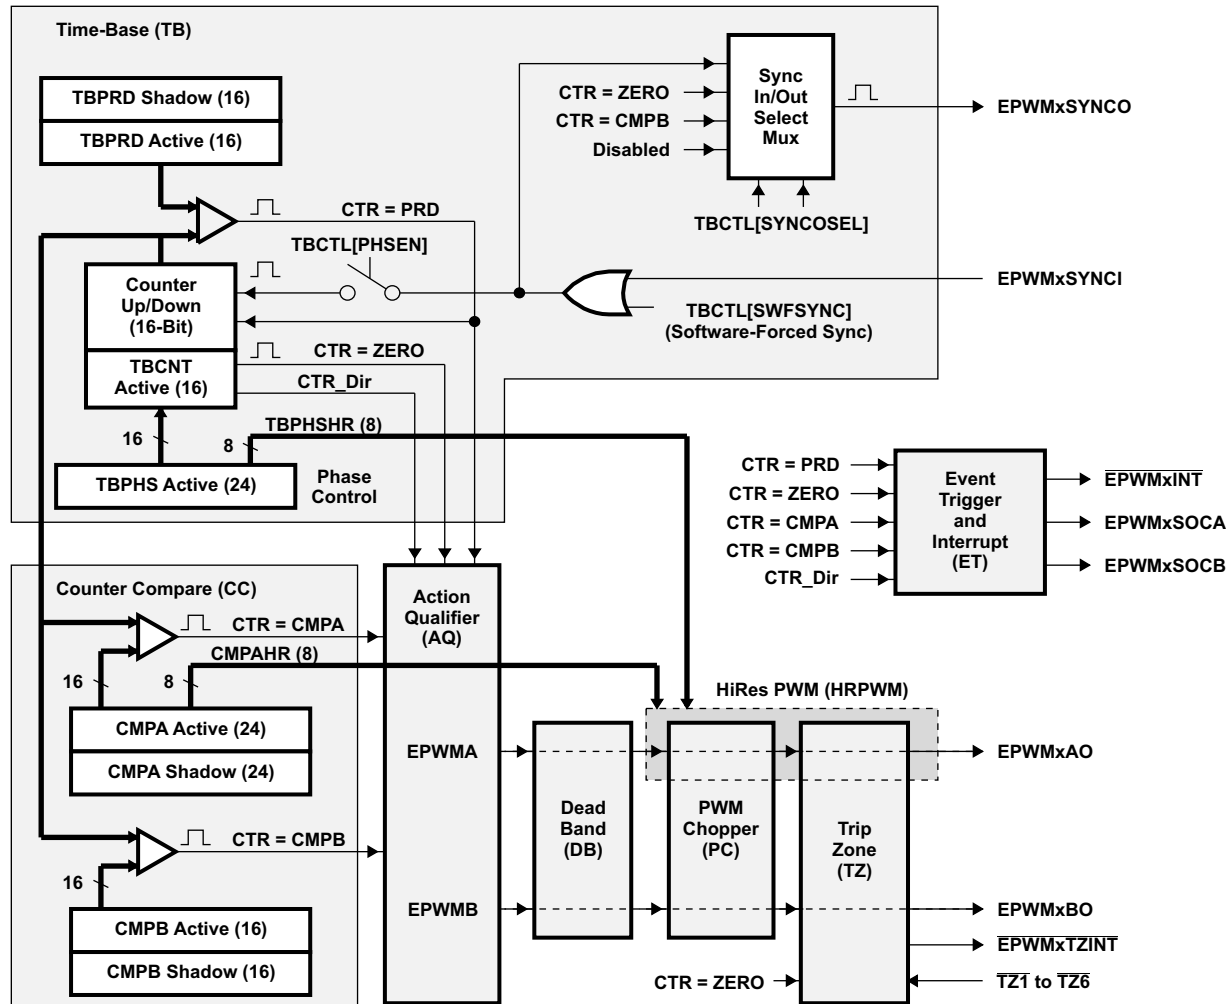 Time-Base (TB)
TBPRD Shadow (16)
TBPRD Active (16)
CTR = PRD
TBCTL[PHSEN]
Counter
Up/Down
(16-Bit)
TBCNT
Active (16)
CTR = ZERO
CTR_Dir
16
8
TBPHSHR (8)
TBPHS Active (24)
Phase
Control
CTR = ZERO
CTR = CMPB
Disabled
Sync
In/Out
Select
Mux
TBCTL[SYNCOSEL]
EPWMxSYNCO
EPWMxSYNCI
TBCTL[SWFSYNC]
(Software-Forced Sync)
CTR = PRD
CTR = ZERO
CTR = CMPA
CTR = CMPB
CTR_Dir
Event
Trigger
and
Interrupt
(ET)
EPWMxINT
EPWMxSOCA
EPWMxSOCB
Counter Compare (CC)
CTR = CMPA
16
8
CMPAHR (8)
CMPA Active (24)
CMPA Shadow (24)
CTR = CMPB
16
CMPB Active (16)
CMPB Shadow (16)
Action
Qualifier
(AQ)
EPWMA
EPWMB
HiRes PWM (HRPWM)
Dead
Band
(DB)
PWM
Chopper
(PC)
Trip
Zone
(TZ)
CTR = ZERO
EPWMxAO
EPWMxBO
EPWMxTZINT
TZ1 to TZ6